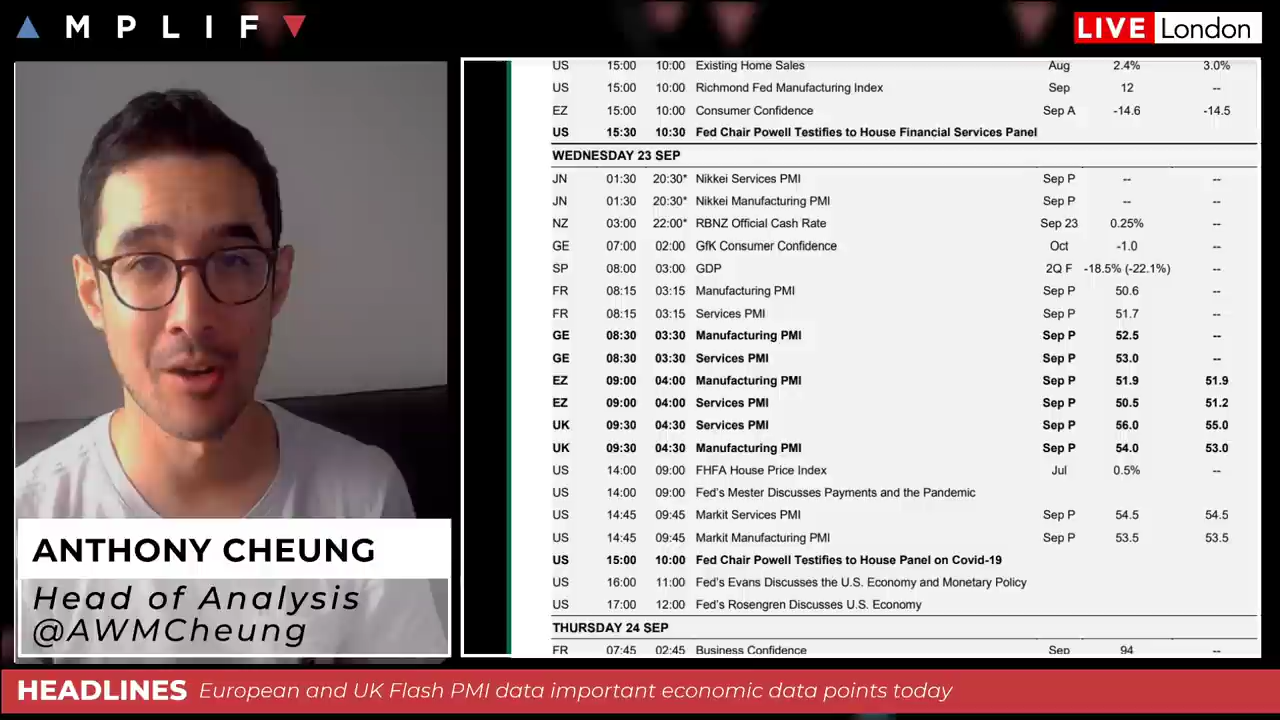 AMPLIFY
LIVE London
US 15:00 10:00 Existing Home Sales Aug 2.4% 3.0%
US 15:00 10:00 Richmond Fed Manufacturing Index Sep 12 --
EZ 15:00 10:00 Consumer Confidence Sep A -14.6 -14.5
US 15:30 10:30 Fed Chair Powell Testifies to House Financial Services Panel
WEDNESDAY 23 SEP
JN 01:30 20:30* Nikkei Services PMI Sep P -- --
JN 01:30 20:30* Nikkei Manufacturing PMI Sep P -- --
NZ 03:00 22:00* RBNZ Official Cash Rate Sep 23 0.25% --
GE 07:00 02:00 GfK Consumer Confidence Oct -1.0 --
SP 08:00 03:00 GDP 2Q F -18.5% (-22.1%) --
FR 08:15 03:15 Manufacturing PMI Sep P 50.6 --
FR 08:15 03:15 Services PMI Sep P 51.7 --
GE 08:30 03:30 Manufacturing PMI Sep P 52.5 --
GE 08:30 03:30 Services PMI Sep P 53.0 --
EZ 09:00 04:00 Manufacturing PMI Sep P 51.9 51.9
EZ 09:00 04:00 Services PMI Sep P 50.5 51.2
UK 09:30 04:30 Services PMI Sep P 56.0 55.0
UK 09:30 04:30 Manufacturing PMI Sep P 54.0 53.0
US 14:00 09:00 FHFA House Price Index Jul 0.5% --
US 14:00 09:00 Fed's Mester Discusses Payments and the Pandemic
US 14:45 09:45 Markit Services PMI Sep P 54.5 54.5
US 14:45 09:45 Markit Manufacturing PMI Sep P 53.5 53.5
US 15:00 10:00 Fed Chair Powell Testifies to House Panel on Covid-19
US 16:00 11:00 Fed's Evans Discusses the U.S. Economy and Monetary Policy
US 17:00 12:00 Fed's Rosengren Discusses U.S. Economy
THURSDAY 24 SEP
FR 07:45 02:45 Business Confidence Sep 94 --
ANTHONY CHEUNG
Head of Analysis
@AWMCheung
HEADLINES European and UK Flash PMI data important economic data points today